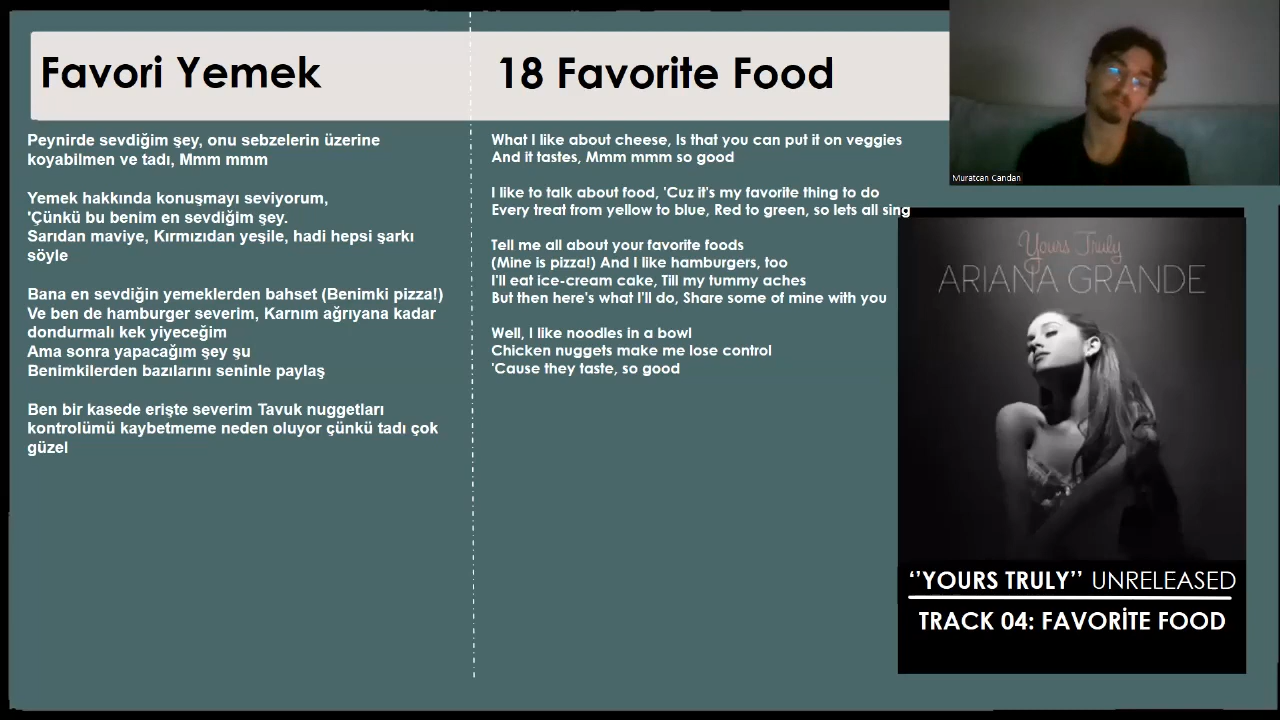 Favori Yemek
18 Favorite Food
Peynirde sevdiğim şey, onu sebzelerin üzerine
koyabilmen ve tadı, Mmm mmm
Yemek hakkında konuşmayı seviyorum,
'Çünkü bu benim en sevdiğim şey.
Sarıdan maviye, Kırmızıdan yeşile, hadi hepsi şarkı
söyle
Bana en sevdiğin yemeklerden bahset (Benimki pizza!)
Ve ben de hamburger severim, Karnım ağrıyana kadar
dondurmalı kek yiyeceğim
Ama sonra yapacağım şey şu
Benimkilerden bazılarını seninle paylaş
Ben bir kasede erişte severim Tavuk nuggetları
kontrolümü kaybetmeme neden oluyor çünkü tadı çok
güzel
What I like about cheese, Is that you can put it on veggies
And it tastes, Mmm mmm so good
I like to talk about food, 'Cuz it's my favorite thing to do
Every treat from yellow to blue, Red to green, so lets all sing
Tell me all about your favorite foods
(Mine is pizza!) And I like hamburgers, too
I'll eat ice-cream cake, Till my tummy aches
But then here's what I'll do, Share some of mine with you
Well, I like noodles in a bowl
Chicken nuggets make me lose control
'Cause they taste, so good
Muratcan Candan
Yours Truly
ARIANA GRANDE
‘’YOURS TRULY’’ UNRELEASED
TRACK 04: FAVORİTE FOOD